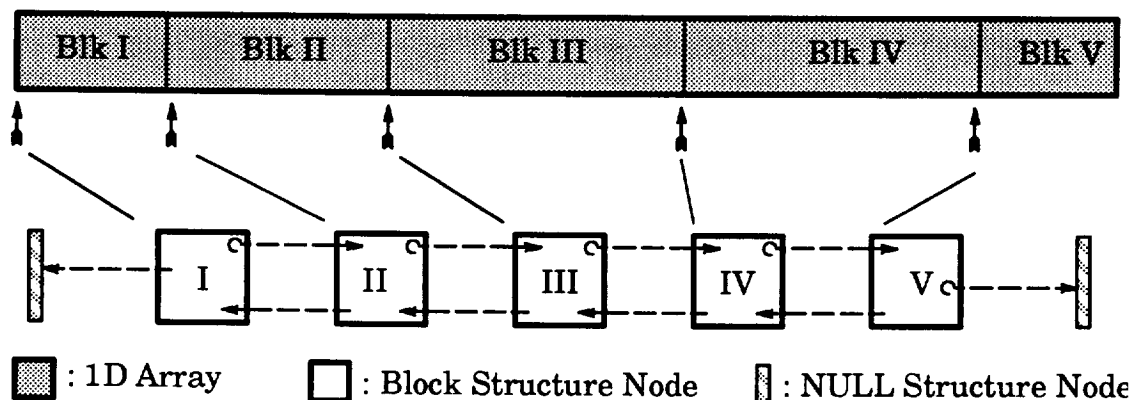 Blk I Blk II Blk III Blk IV Blk V
I II III IV V
: 1D Array : Block Structure Node : NULL Structure Node